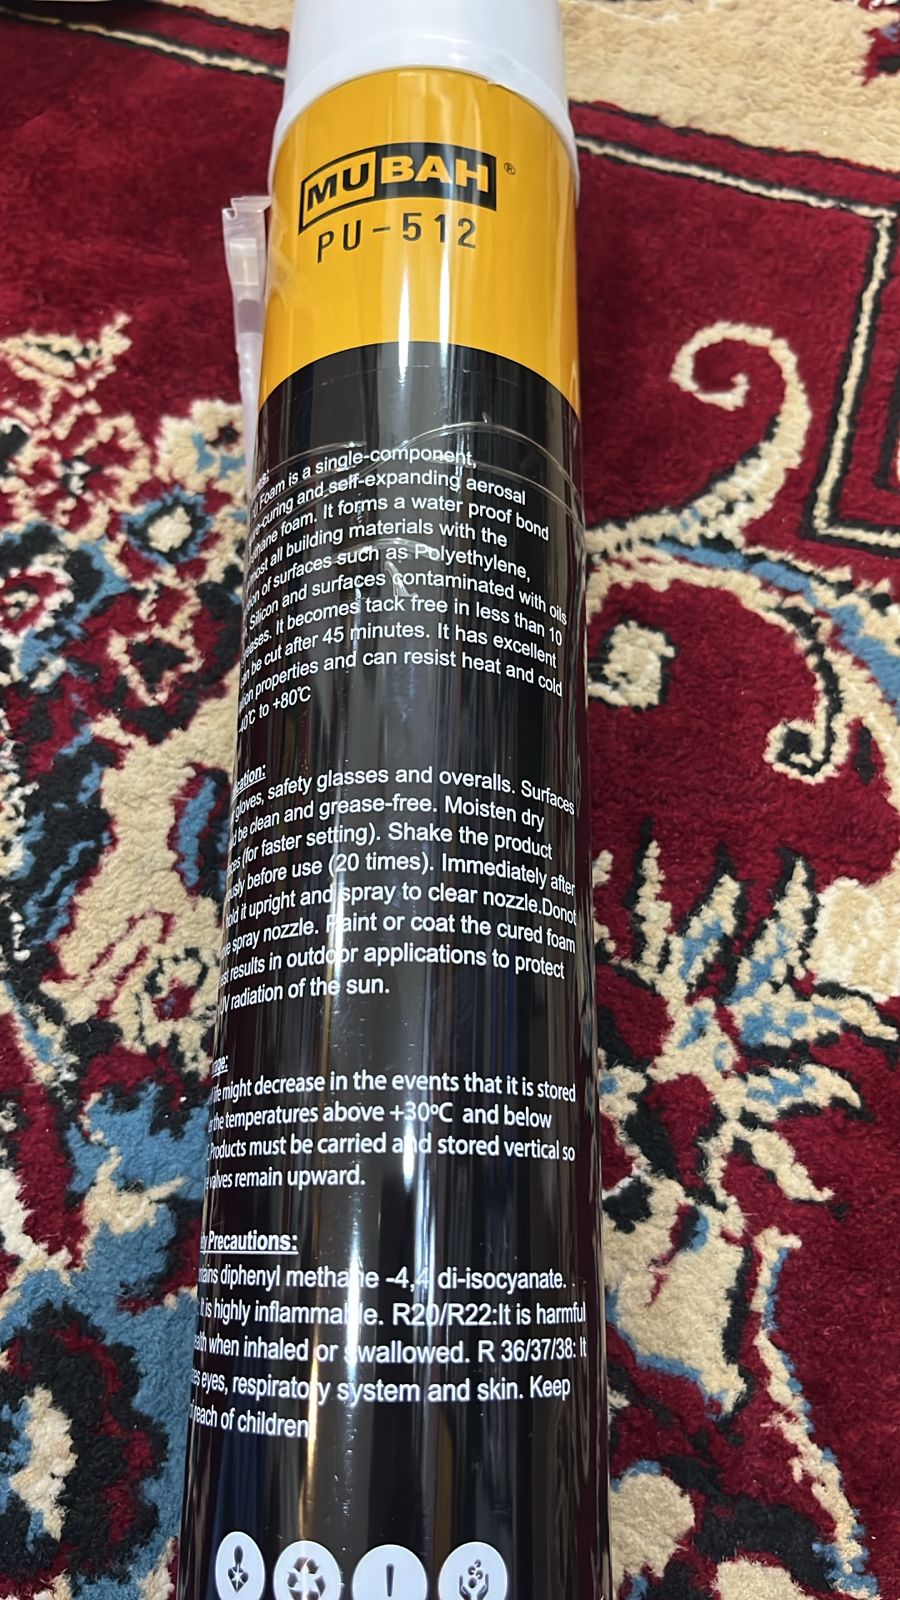 MUBAH ®
PU-512
Foam is a single-component,
-curing and self-expanding aerosol
foam. It forms a water proof bond
all building materials with the
of surfaces such as Polyethylene,
Silicon and surfaces contaminated with oils
It becomes tack free in less than 10
be cut after 45 minutes. It has excellent
properties and can resist heat and cold
40℃ to +80℃
gloves, safety glasses and overalls. Surfaces
be clean and grease-free. Moisten dry
(for faster setting). Shake the product
before use (20 times). Immediately after
hold it upright and spray to clear nozzle.Donot
spray nozzle. Paint or coat the cured foam
results in outdoor applications to protect
UV radiation of the sun.
might decrease in the events that it is stored
temperatures above +30ºC and below
Products must be carried and stored vertical so
valves remain upward.
Precautions:
diphenyl methane -4,4 di-isocyanate.
It is highly inflammable. R20/R22:It is harmful
when inhaled or swallowed. R 36/37/38: It
eyes, respiratory system and skin. Keep
reach of children